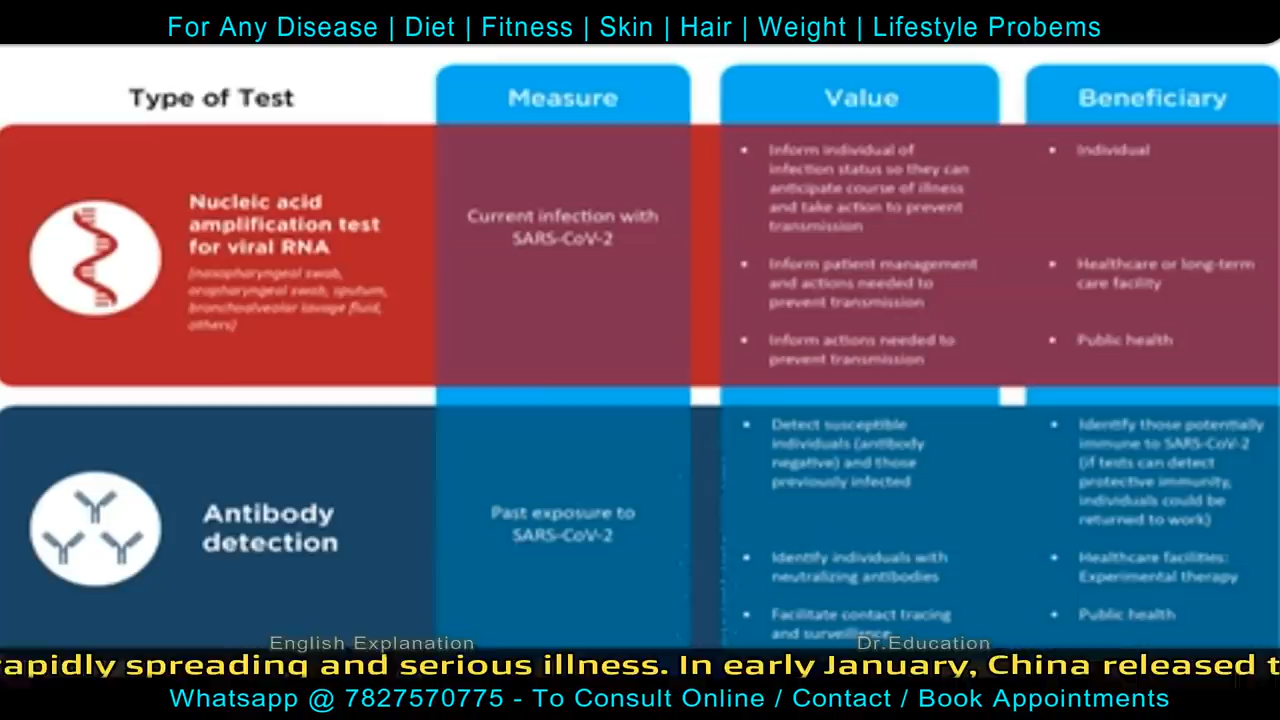 For Any Disease | Diet | Fitness | Skin | Hair | Weight | Lifestyle Probems
Type of Test
Measure
Value
Beneficiary
Nucleic acid
amplification test
for viral RNA
(nasopharyngeal swab,
oropharyngeal swab, sputum,
bronchoalveolar lavage fluid,
others)
Current infection with
SARS-CoV-2
• Inform individual of
infection status so they can
anticipate course of illness
and take action to prevent
transmission
• Individual
• Inform patient management
and actions needed to
prevent transmission
• Healthcare or long-term
care facility
• Inform actions needed to
prevent transmission
• Public health
Antibody
detection
Past exposure to
SARS-CoV-2
• Detect susceptible
individuals (antibody
negative) and those
previously infected
• Identify those potentially
immune to SARS-CoV-2
(if tests can detect
protective immunity,
individuals could be
returned to work)
• Identify individuals with
neutralizing antibodies
• Healthcare facilities:
Experimental therapy
• Facilitate contact tracing
and surveillance
• Public health
English Explanation
Dr.Education
rapidly spreading and serious illness. In early January, China released t
Whatsapp @ 7827570775 - To Consult Online / Contact / Book Appointments